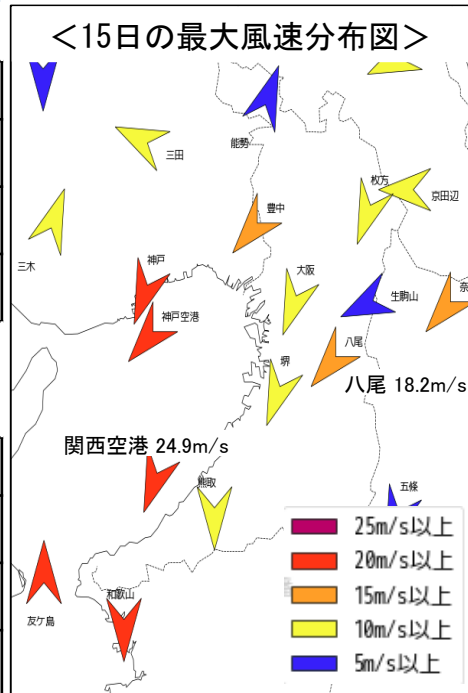 ＜15日の最大風速分布図＞
能勢
三田
枚方
京田辺
豊中
三木
神戸
大阪
生駒山
奈
神戸空港
八尾
堺
八尾 18.2m/s
関西空港 24.9m/s
熊取
五條
25m/s以上
20m/s以上
15m/s以上
10m/s以上
5m/s以上
和歌山
友ケ島